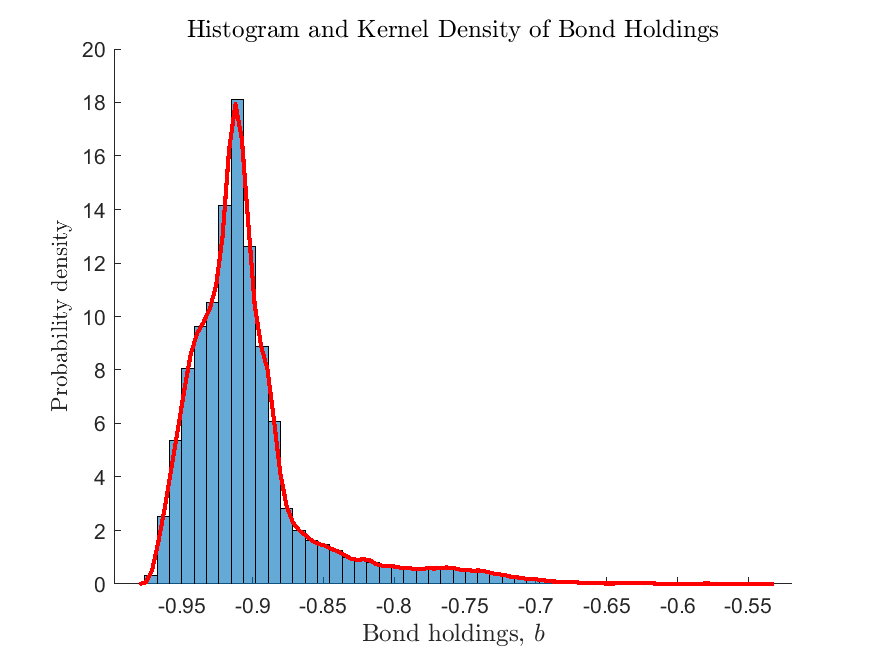 Histogram and Kernel Density of Bond Holdings
20
18
16
14
12
10
8
6
4
2
0
Probability density
-0.95 -0.9 -0.85 -0.8 -0.75 -0.7 -0.65 -0.6 -0.55
Bond holdings, b